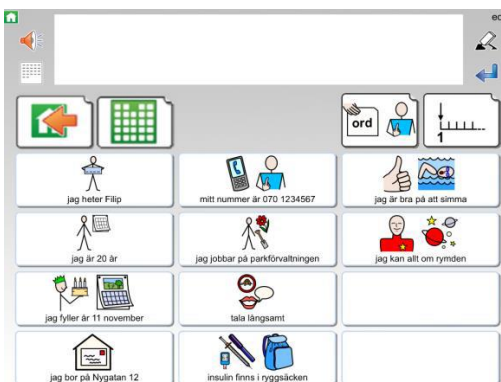 ed
ord
1
jag heter Filip
mitt nummer är 070 1234567
jag är bra på att simma
jag är 20 år
jag jobbar på parkförvaltningen
jag kan allt om rymden
jag fyller år 11 november
tala långsamt
jag bor på Nygatan 12
insulin finns i ryggsäcken